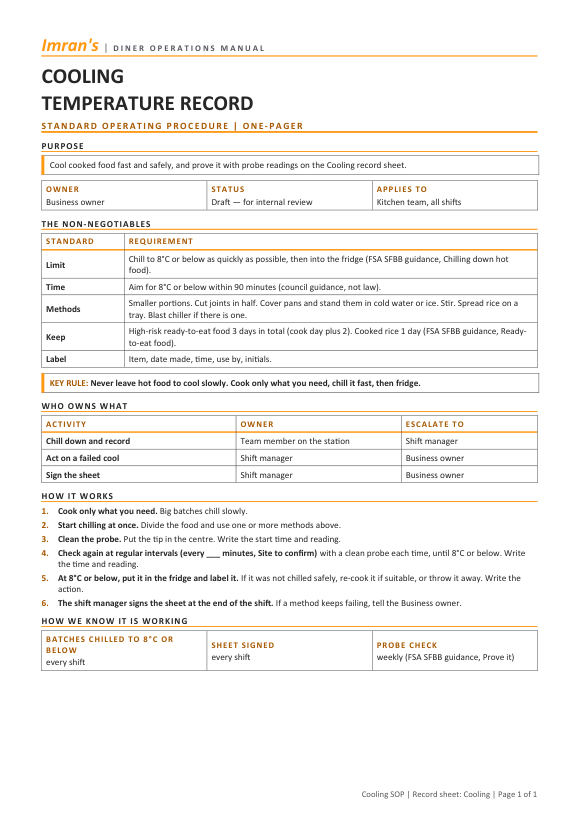 Imran's | DINER OPERATIONS MANUAL
COOLING
TEMPERATURE RECORD
STANDARD OPERATING PROCEDURE | ONE-PAGER
PURPOSE
Cool cooked food fast and safely, and prove it with probe readings on the Cooling record sheet.
OWNER
Business owner
STATUS
Draft — for internal review
APPLIES TO
Kitchen team, all shifts
THE NON-NEGOTIABLES
STANDARD REQUIREMENT
Limit
Chill to 8°C or below as quickly as possible, then into the fridge (FSA SFBB guidance, Chilling down hot
food).
Time Aim for 8°C or below within 90 minutes (council guidance, not law).
Methods
Smaller portions. Cut joints in half. Cover pans and stand them in cold water or ice. Stir. Spread rice on a
tray. Blast chiller if there is one.
Keep
High-risk ready-to-eat food 3 days in total (cook day plus 2). Cooked rice 1 day (FSA SFBB guidance, Ready-
to-eat food).
Label Item, date made, time, use by, initials.
KEY RULE: Never leave hot food to cool slowly. Cook only what you need, chill it fast, then fridge.
WHO OWNS WHAT
ACTIVITY OWNER ESCALATE TO
Chill down and record Team member on the station Shift manager
Act on a failed cool Shift manager Business owner
Sign the sheet Shift manager Business owner
HOW IT WORKS
1. Cook only what you need. Big batches chill slowly.
2. Start chilling at once. Divide the food and use one or more methods above.
3. Clean the probe. Put the tip in the centre. Write the start time and reading.
4. Check again at regular intervals (every ___ minutes, Site to confirm) with a clean probe each time, until 8°C or below. Write
the time and reading.
5. At 8°C or below, put it in the fridge and label it. If it was not chilled safely, re-cook it if suitable, or throw it away. Write the
action.
6. The shift manager signs the sheet at the end of the shift. If a method keeps failing, tell the Business owner.
HOW WE KNOW IT IS WORKING
BATCHES CHILLED TO 8°C OR
BELOW
every shift
SHEET SIGNED
every shift
PROBE CHECK
weekly (FSA SFBB guidance, Prove it)
Cooling SOP | Record sheet: Cooling | Page 1 of 1